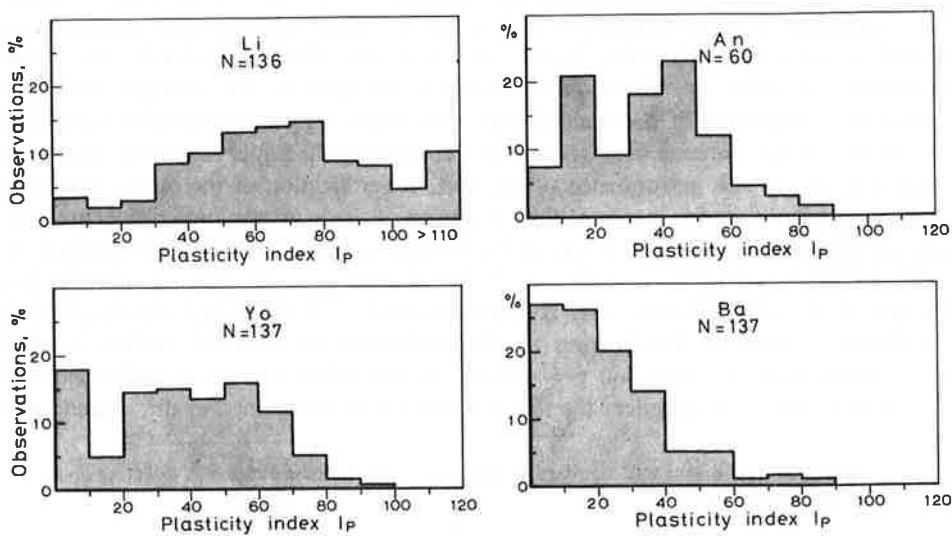 Observations, %
Li
N=136
20
10
0
20 40 60 80 100 >110
Plasticity index IP
%
An
N=60
20
10
0
20 40 60 80 100 120
Plasticity index IP
Observations, %
Yo
N=137
20
10
0
20 40 60 80 100 120
Plasticity index IP
%
Ba
N=137
20
10
0
20 40 60 80 100 120
Plasticity index IP